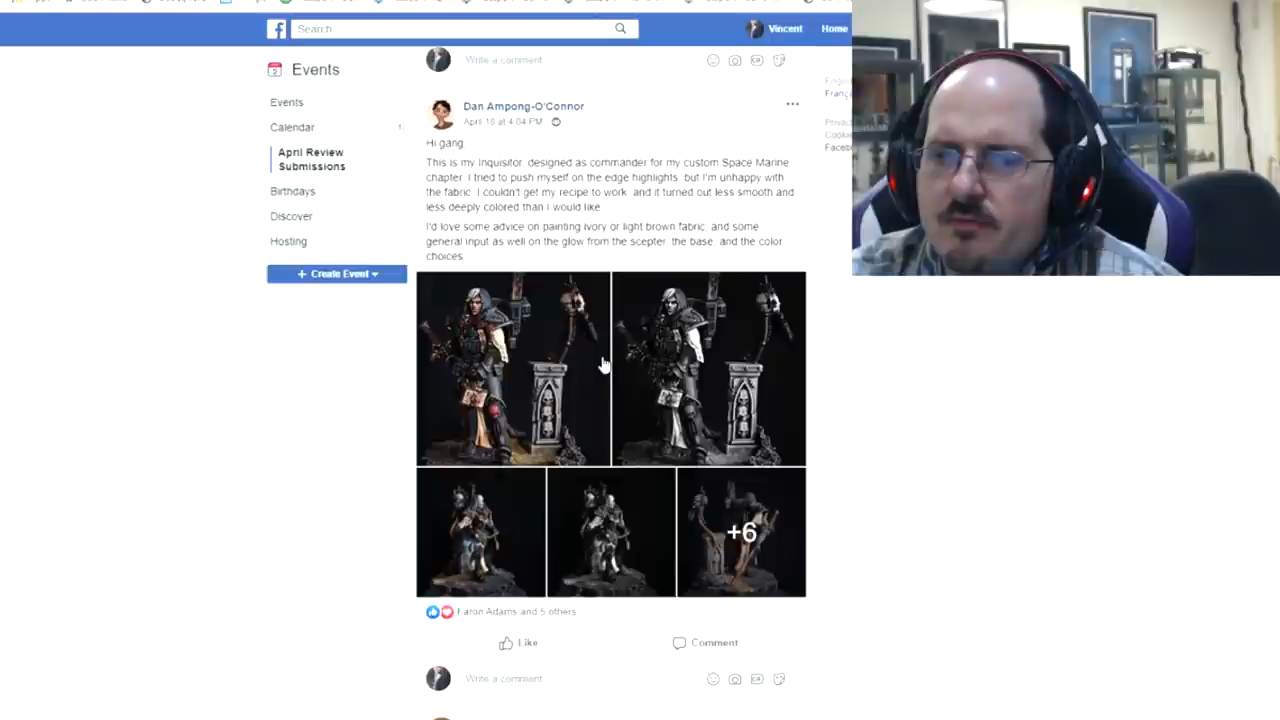 Search
Vincent
Home
Write a comment
Events
Dan Ampong-O'Connor
April 18 at 4:04 PM
Events
Calendar
1
April Review
Submissions
Birthdays
Discover
Hosting
+ Create Event
Hi gang
This is my Inquisitor designed as commander for my custom Space Marine
chapter I tried to push myself on the edge highlights but I'm unhappy with
the fabric I couldn't get my recipe to work and it turned out less smooth and
less deeply colored than I would like
I'd love some advice on painting ivory or light brown fabric and some
general input as well on the glow from the scepter the base and the color
choices
+6
Adams and 5 others
Like
Comment
Write a comment
Franç
Privac
Cookie
Faceb